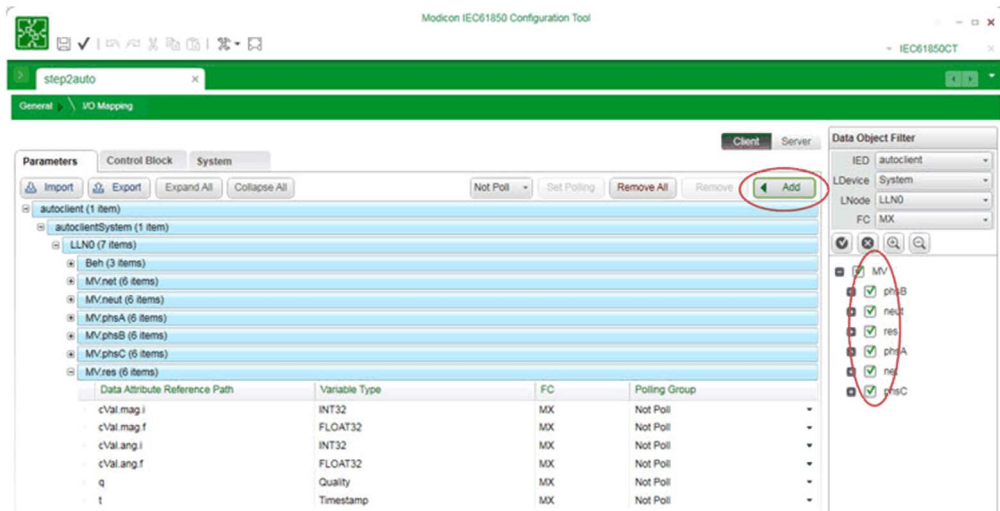 Modicon IEC61850 Configuration Tool
IEC61850CT
step2auto
General \ I/O Mapping
Client Server
Data Object Filter
Parameters Control Block System
IED autoclient
Import Export Expand All Collapse All Not Poll Set Polling Remove All Remove Add
LDevice System
LNode LLN0
FC MX
autoclient (1 item)
autoclientSystem (1 item)
LLN0 (7 items)
Beh (3 items)
MV.net (6 items)
MV.neut (6 items)
MV.phsA (6 items)
MV.phsB (6 items)
MV.phsC (6 items)
MV.res (6 items)
MV
phsB
neut
res
phsA
net
phsC
Data Attribute Reference Path Variable Type FC Polling Group
cVal.mag.i INT32 MX Not Poll
cVal.mag.f FLOAT32 MX Not Poll
cVal.ang.i INT32 MX Not Poll
cVal.ang.f FLOAT32 MX Not Poll
q Quality MX Not Poll
t Timestamp MX Not Poll